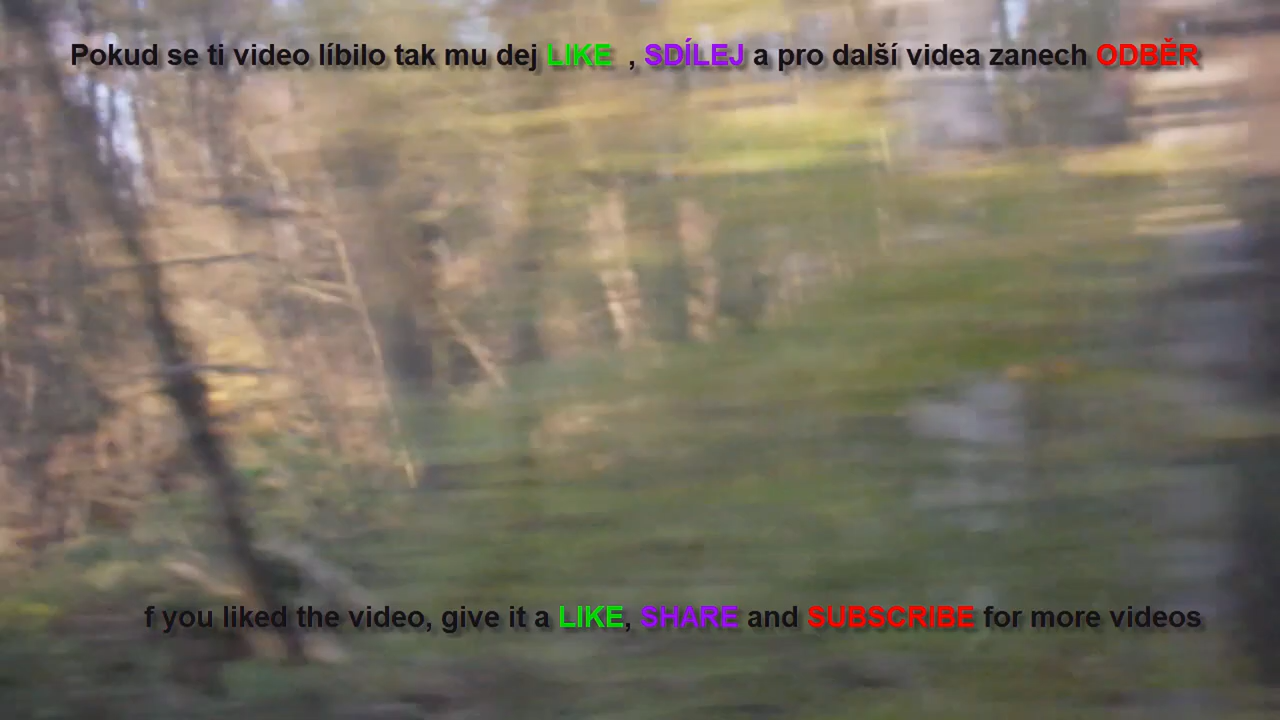 Pokud se ti video líbilo tak mu dej LIKE , SDÍLEJ a pro další videa zanech ODBĚR
f you liked the video, give it a LIKE, SHARE and SUBSCRIBE for more videos